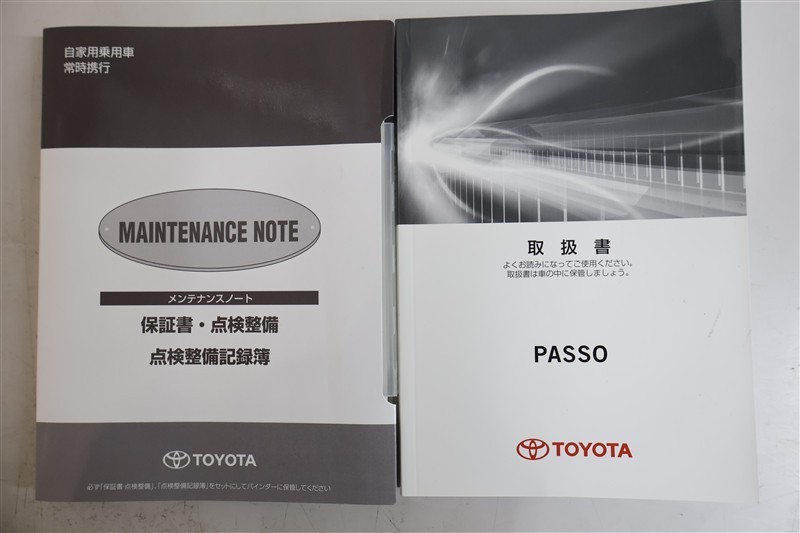 自家用乗用車
常時携行
MAINTENANCE NOTE
メンテナンスノート
保証書・点検整備
点検整備記録簿
TOYOTA
必ず「保証書・点検整備」、「点検整備記録簿」をセットにしてバインダーに保管してください
取扱書
よくお読みになってご使用ください。
取扱書は車の中に保管しましょう。
PASSO
TOYOTA